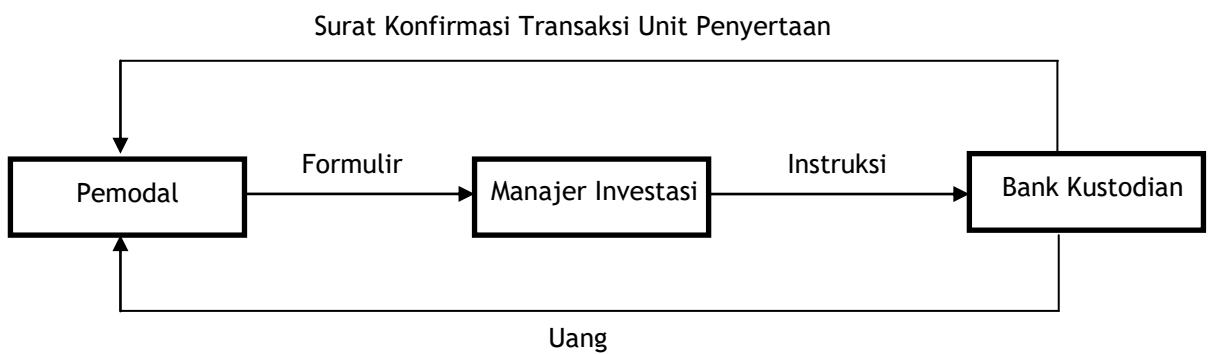 Surat Konfirmasi Transaksi Unit Penyertaan
Formulir
Instruksi
Pemodal
Manajer Investasi
Bank Kustodian
Uang